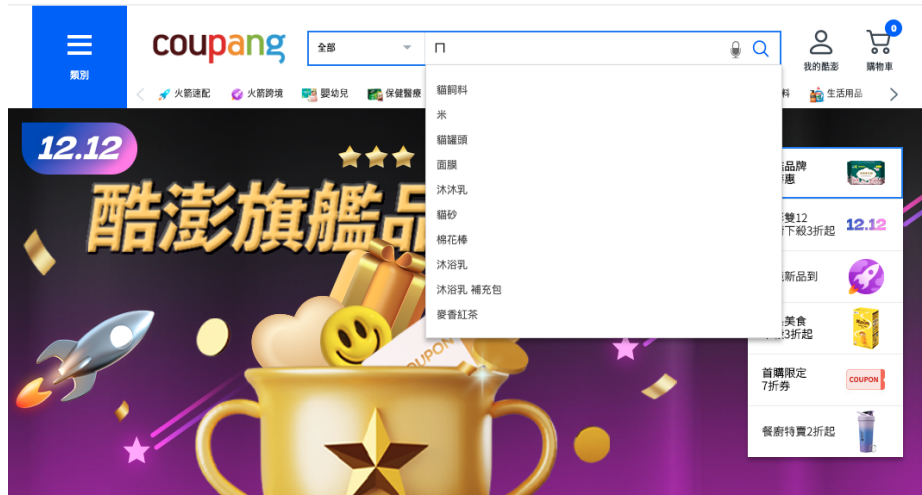 coupang
全部
ㄇ
0
類別
我的酷澎
購物車
火箭速配
火箭跨境
嬰幼兒
保健醫療
料
生活用品
貓飼料
米
貓罐頭
面膜
沐沐乳
貓砂
棉花棒
沐浴乳
沐浴乳 補充包
麥香紅茶
12.12
酷澎旗艦品
COUPON
品牌
惠
雙12
下殺3折起
12.12
新品到
美食
3折起
首購限定
7折券
COUPON
餐廚特賣2折起